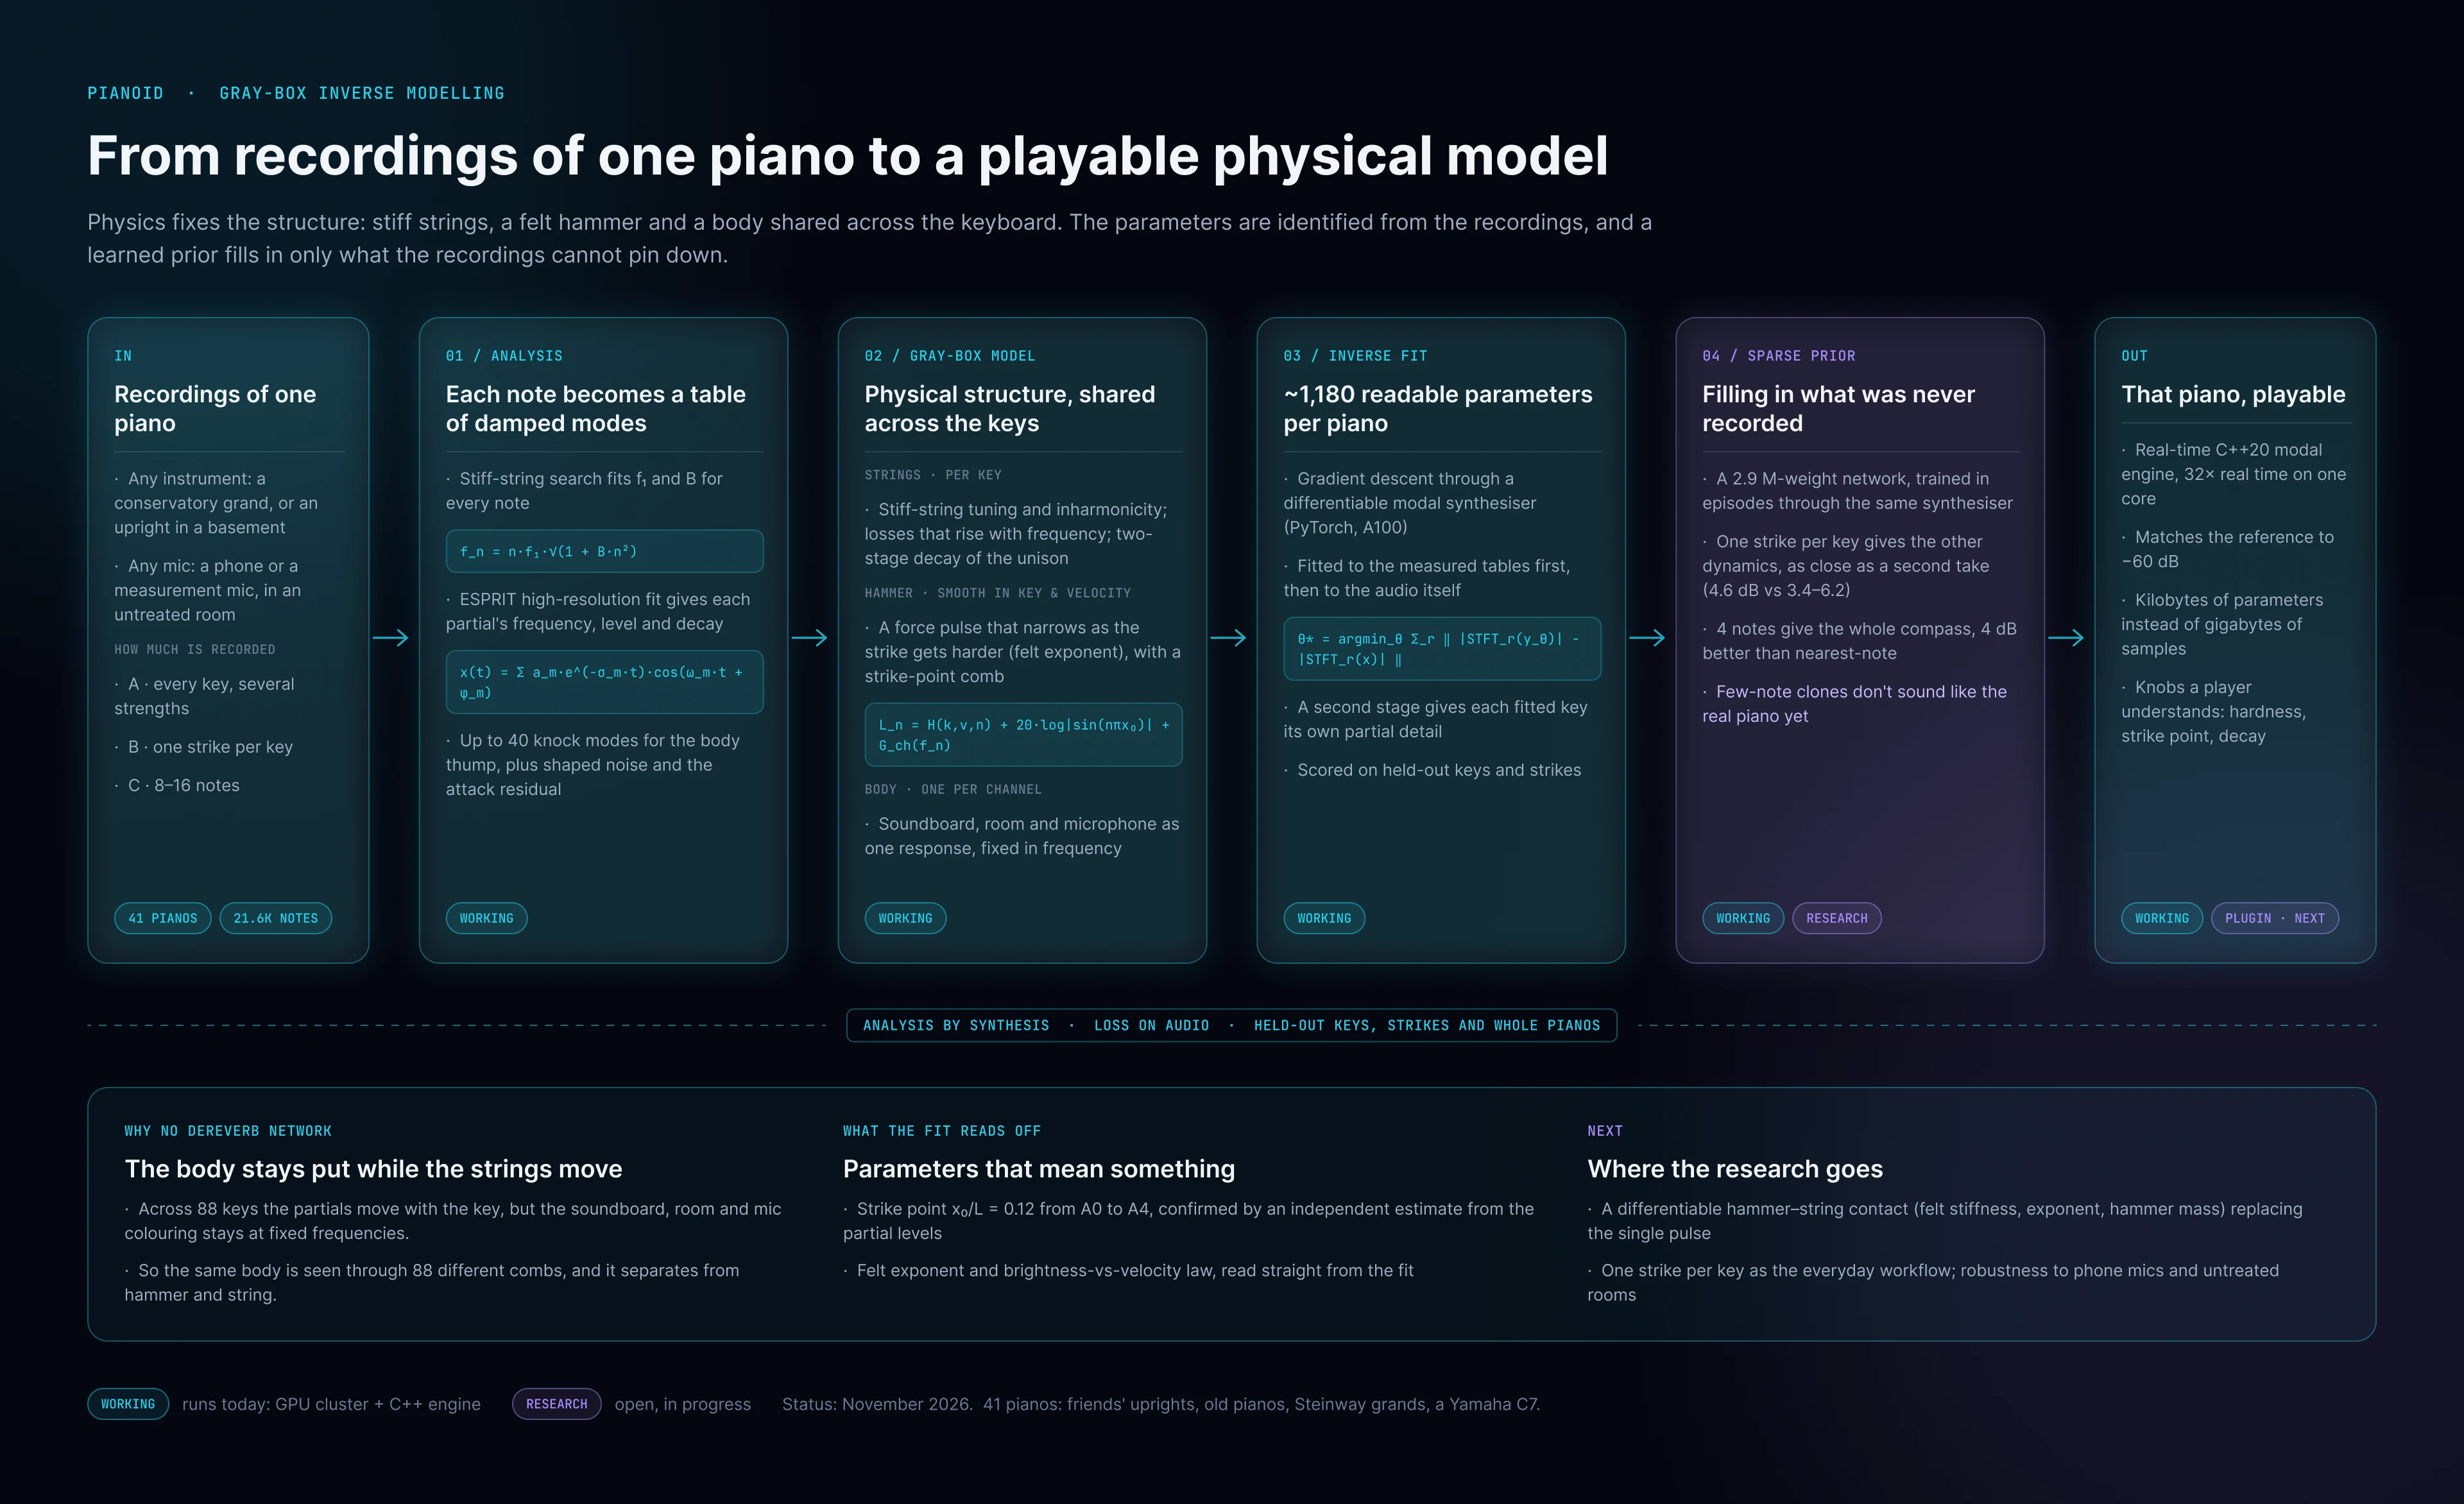 PIANOID · GRAY-BOX INVERSE MODELLING
From recordings of one piano to a playable physical model
Physics fixes the structure: stiff strings, a felt hammer and a body shared across the keyboard. The parameters are identified from the recordings, and a
learned prior fills in only what the recordings cannot pin down.
IN
Recordings of one
piano
· Any instrument: a
conservatory grand, or an
upright in a basement
· Any mic: a phone or a
measurement mic, in an
untreated room
HOW MUCH IS RECORDED
· A · every key, several
strengths
· B · one strike per key
· C · 8–16 notes
41 PIANOS
21.6K NOTES
01 / ANALYSIS
Each note becomes a table
of damped modes
· Stiff-string search fits f₁ and B for
every note
f_n = n·f₁·√(1 + B·n²)
· ESPRIT high-resolution fit gives each
partial's frequency, level and decay
x(t) = Σ a_m·e^(-σ_m·t)·cos(ω_m·t +
φ_m)
· Up to 40 knock modes for the body
thump, plus shaped noise and the
attack residual
WORKING
02 / GRAY-BOX MODEL
Physical structure, shared
across the keys
STRINGS · PER KEY
· Stiff-string tuning and inharmonicity;
losses that rise with frequency; two-
stage decay of the unison
HAMMER · SMOOTH IN KEY & VELOCITY
· A force pulse that narrows as the
strike gets harder (felt exponent), with a
strike-point comb
L_n = H(k,v,n) + 20·log|sin(nπx₀)| +
G_ch(f_n)
BODY · ONE PER CHANNEL
· Soundboard, room and microphone as
one response, fixed in frequency
WORKING
03 / INVERSE FIT
~1,180 readable parameters
per piano
· Gradient descent through a
differentiable modal synthesiser
(PyTorch, A100)
· Fitted to the measured tables first,
then to the audio itself
θ* = argmin_θ Σ_r ‖ |STFT_r(y_θ)| -
|STFT_r(x)| ‖
· A second stage gives each fitted key
its own partial detail
· Scored on held-out keys and strikes
WORKING
04 / SPARSE PRIOR
Filling in what was never
recorded
· A 2.9 M-weight network, trained in
episodes through the same synthesiser
· One strike per key gives the other
dynamics, as close as a second take
(4.6 dB vs 3.4–6.2)
· 4 notes give the whole compass, 4 dB
better than nearest-note
· Few-note clones don't sound like the
real piano yet
WORKING
RESEARCH
OUT
That piano, playable
· Real-time C++20 modal
engine, 32× real time on one
core
· Matches the reference to
−60 dB
· Kilobytes of parameters
instead of gigabytes of
samples
· Knobs a player
understands: hardness,
strike point, decay
WORKING
PLUGIN · NEXT
ANALYSIS BY SYNTHESIS · LOSS ON AUDIO · HELD-OUT KEYS, STRIKES AND WHOLE PIANOS
WHY NO DEREVERB NETWORK
The body stays put while the strings move
· Across 88 keys the partials move with the key, but the soundboard, room and mic
colouring stays at fixed frequencies.
· So the same body is seen through 88 different combs, and it separates from
hammer and string.
WHAT THE FIT READS OFF
Parameters that mean something
· Strike point x₀/L = 0.12 from A0 to A4, confirmed by an independent estimate from the
partial levels
· Felt exponent and brightness-vs-velocity law, read straight from the fit
NEXT
Where the research goes
· A differentiable hammer–string contact (felt stiffness, exponent, hammer mass) replacing
the single pulse
· One strike per key as the everyday workflow; robustness to phone mics and untreated
rooms
WORKING runs today: GPU cluster + C++ engine RESEARCH open, in progress Status: November 2026. 41 pianos: friends' uprights, old pianos, Steinway grands, a Yamaha C7.